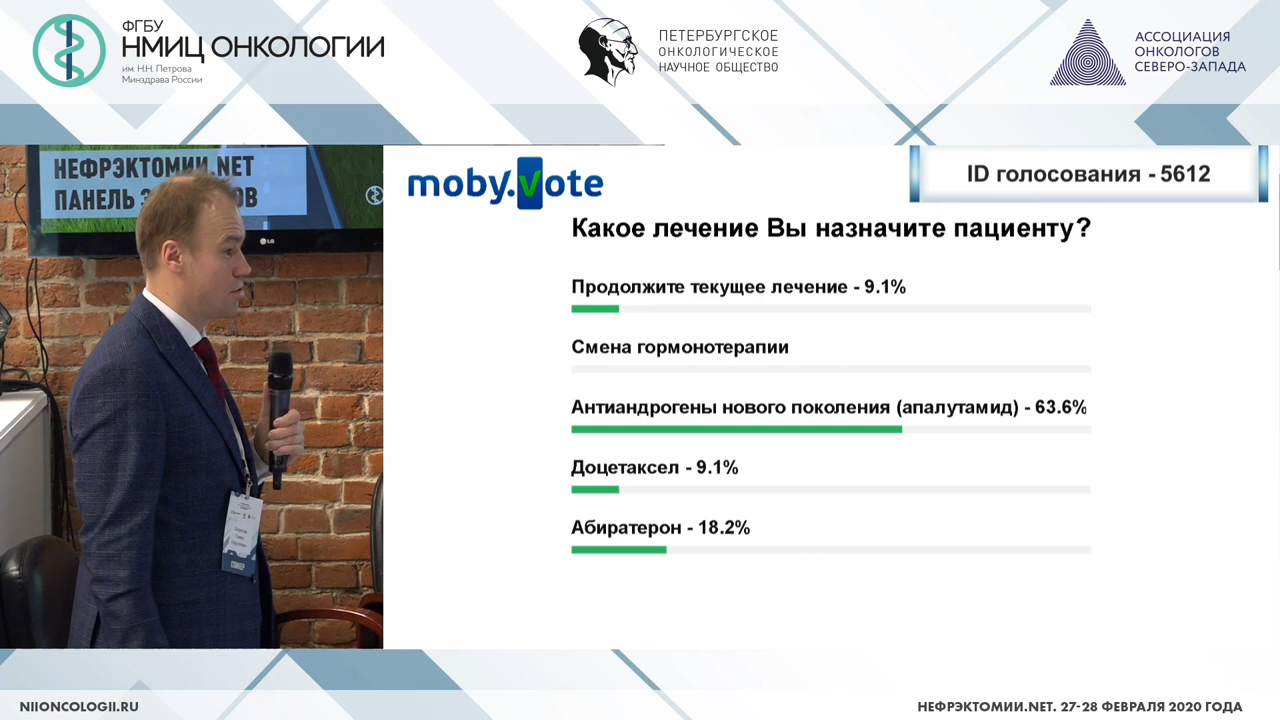 ФГБУ
НМИЦ ОНКОЛОГИИ
им. Н.Н. Петрова
Минздрава России
ПЕТЕРБУРГСКОЕ
ОНКОЛОГИЧЕСКОЕ
НАУЧНОЕ ОБЩЕСТВО
АССОЦИАЦИЯ
ОНКОЛОГОВ
СЕВЕРО-ЗАПАДА
НЕФРЭКТОМИИ.NET
ПАНЕЛЬ
LG
СПИКЕР
moby.vote
ID голосования - 5612
Какое лечение Вы назначите пациенту?
Продолжите текущее лечение - 9.1%
Смена гормонотерапии
Антиандрогены нового поколения (апалутамид) - 63.6%
Доцетаксел - 9.1%
Абиратерон - 18.2%
NIIONCOLOGII.RU
НЕФРЭКТОМИИ.NET. 27-28 ФЕВРАЛЯ 2020 ГОДА